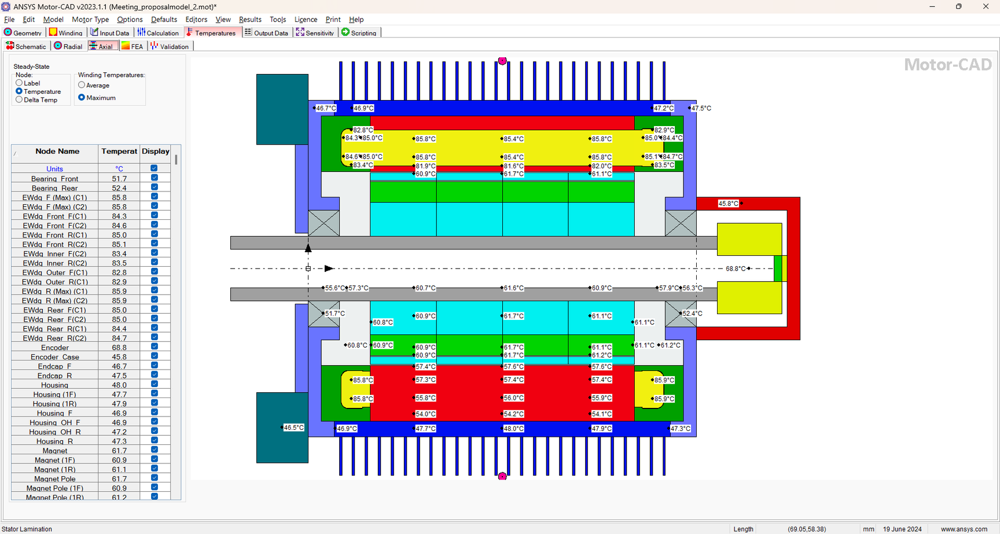 ANSYS Motor-CAD v2023.1.1 (Meeting_proposalmodel_2.mot)*
File Edit Model Motor Type Options Defaults Editors View Results Tools Licence Print Help
Geometry Winding Input Data Calculation Temperatures Output Data Sensitivity Scripting
Schematic Radial Axial FEA Validation
Steady-State
Node:
Label
Temperature
Delta Temp
Winding Temperatures:
Average
Maximum
Node Name Temperat Display
Units °C
Bearing Front 51.7
Bearing Rear 52.4
EWdg_F (Max) (C1) 85.8
EWdg_F (Max) (C2) 85.8
EWdg_Front_F(C1) 84.3
EWdg_Front_F(C2) 84.6
EWdg_Front_R(C1) 85.0
EWdg_Front_R(C2) 85.1
EWdg_Inner_F(C2) 83.4
EWdg_Inner_R(C2) 83.5
EWdg_Outer_F(C1) 82.8
EWdg_Outer_R(C1) 82.9
EWdg_R (Max) (C1) 85.9
EWdg_R (Max) (C2) 85.9
EWdg_Rear_F(C1) 85.0
EWdg_Rear_F(C2) 85.0
EWdg_Rear_R(C1) 84.4
EWdg_Rear_R(C2) 84.7
Encoder 68.8
Encoder_Case 45.8
Endcap_F 46.7
Endcap_R 47.5
Housing 48.0
Housing (1F) 47.7
Housing (1R) 47.9
Housing_F 46.9
Housing_OH_F 46.9
Housing_OH_R 47.2
Housing_R 47.3
Magnet 61.7
Magnet (1F) 60.9
Magnet (1R) 61.1
Magnet Pole 61.7
Magnet Pole (1F) 60.9
Magnet Pole (1R) 61.2
Motor-CAD
46.7°C 46.9°C 47.2°C 47.5°C
82.8°C 82.9°C
84.3° 85.0°C 85.8°C 85.4°C 85.8°C 85.0° 84.4°C
84.6° 85.0°C 85.8°C 85.4°C 85.8°C 85.1° 84.7°C
83.4°C 81.9°C 81.6°C 82.0°C 83.5°C
60.9°C 61.7°C 61.1°C
45.8°C
68.8°C
55.6°C 57.3°C 60.7°C 61.6°C 60.9°C 57.9°C 56.3°C
51.7°C 60.9°C 61.7°C 61.1°C 52.4°C
60.8°C 61.1°C
60.8°C 60.9°C 60.9°C 61.7°C 61.1°C 61.1°C 61.2°C
60.9°C 61.7°C 61.2°C
57.4°C 57.6°C 57.6°C
85.8°C 57.3°C 57.4°C 57.4°C 85.9°C
85.8°C 55.8°C 56.0°C 55.9°C 85.9°C
54.0°C 54.2°C 54.1°C
46.5°C 46.9°C 47.7°C 48.0°C 47.9°C 47.3°C
Stator Lamination Length (69.05,58.38) mm 19 June 2024 www.ansys.com